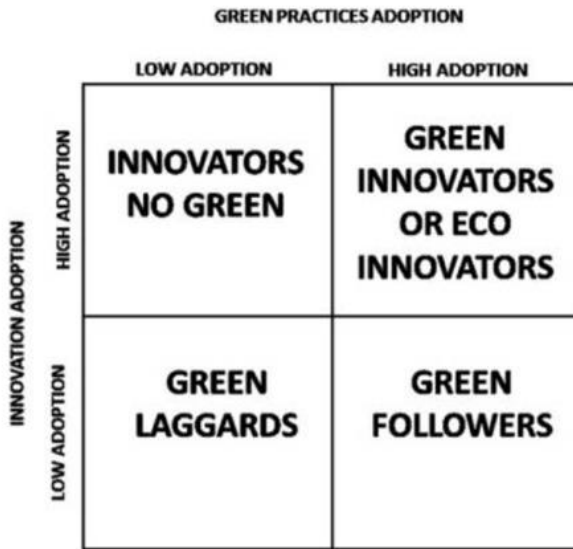 GREEN PRACTICES ADOPTION
LOW ADOPTION
HIGH ADOPTION
INNOVATION ADOPTION
HIGH ADOPTION
INNOVATORS
NO GREEN
GREEN
INNOVATORS
OR ECO
INNOVATORS
LOW ADOPTION
GREEN
LAGGARDS
GREEN
FOLLOWERS